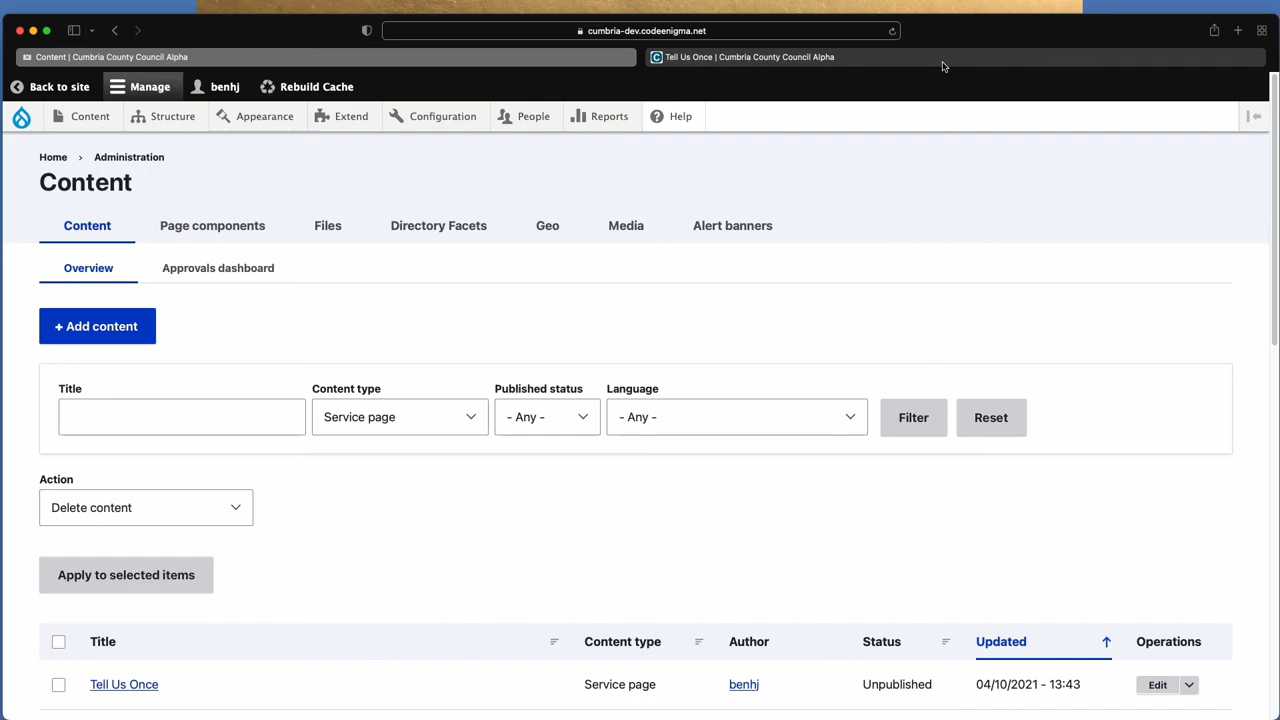 cumbria-dev.codeenigma.net
Content | Cumbria County Council Alpha
Tell Us Once | Cumbria County Council Alpha
Back to site Manage benhj Rebuild Cache
Content Structure Appearance Extend Configuration People Reports Help
Home › Administration
Content
Content Page components Files Directory Facets Geo Media Alert banners
Overview Approvals dashboard
+ Add content
Title Content type Published status Language
Service page - Any - - Any - Filter Reset
Action
Delete content
Apply to selected items
Title Content type Author Status Updated Operations
Tell Us Once Service page benhj Unpublished 04/10/2021 - 13:43 Edit